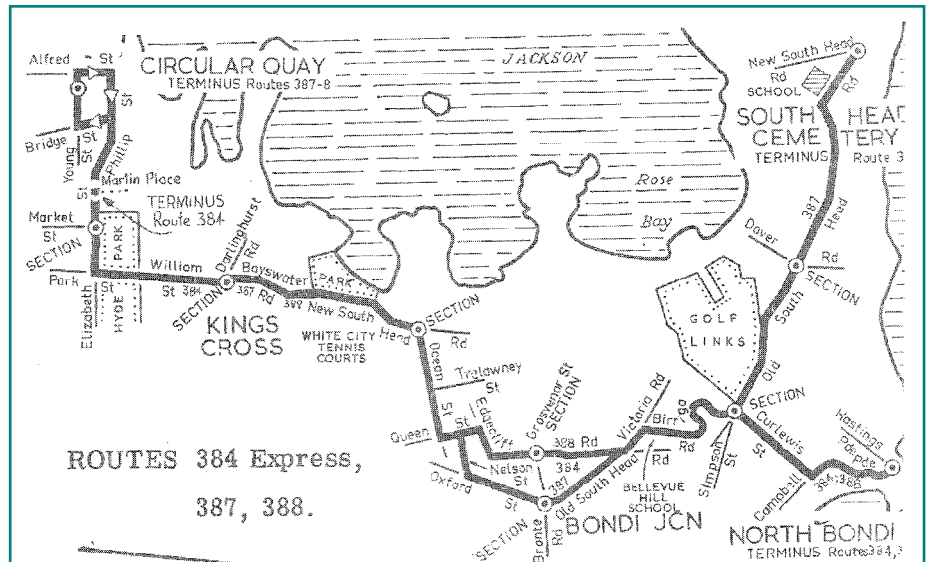 Alfred St
CIRCULAR QUAY
TERMINUS Routes 387-8
St
Bridge St
Young St
Phillip
St
Martin Place
TERMINUS
Route 384
Market St
SECTION
PARK
HYDE
Park St
Elizabeth
William
St 384
Darlinghurst Rd
SECTION
KINGS
CROSS
Bayswater
387 Rd
388 New South Head Rd
PARK
WHITE CITY
TENNIS
COURTS
SECTION
Ocean
St
Trelawney
St
Queen St
Edgecliff
Grosvenor St
SECTION
388 Rd
384
Nelson St
387
Oxford St
SECTION
Bronte Rd
Old South Head Rd
BONDI JCN
Victoria Rd
Birriga
Rd
BELLEVUE
HILL
SCHOOL
Simpson St
SECTION
Curlewis
St
Campbell
Hastings
Pde
NORTH BONDI
TERMINUS Routes 384,
GOLF
LINKS
Old
South
Head
387
Dover Rd
SECTION
JACKSON
Rose
Bay
New South Head
Rd
Rd
SCHOOL
SOUTH HEAD
CEMETERY
TERMINUS Route 3
ROUTES 384 Express,
387, 388.